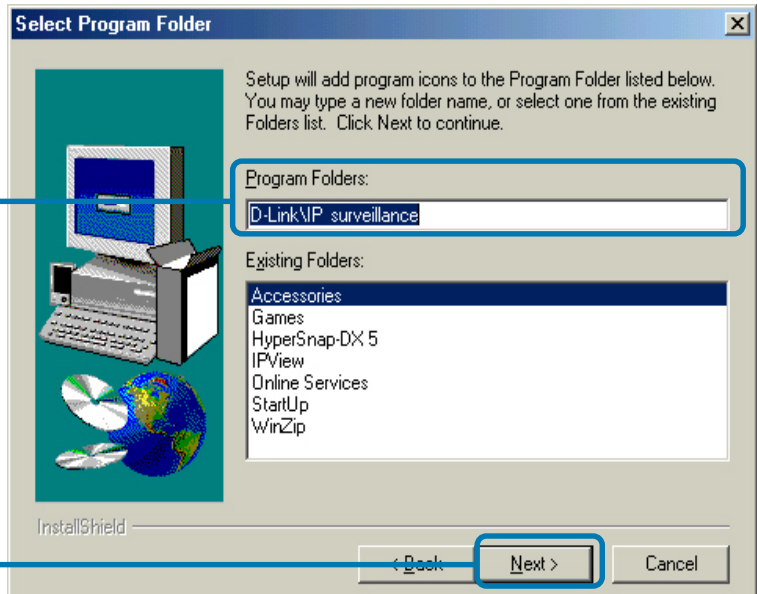 Select Program Folder
Setup will add program icons to the Program Folder listed below.
You may type a new folder name, or select one from the existing
Folders list. Click Next to continue.
Program Folders:
D-Link\IP surveillance
Existing Folders:
Accessories
Games
HyperSnap-DX 5
IPView
Online Services
StartUp
WinZip
InstallShield
< Back
Next >
Cancel